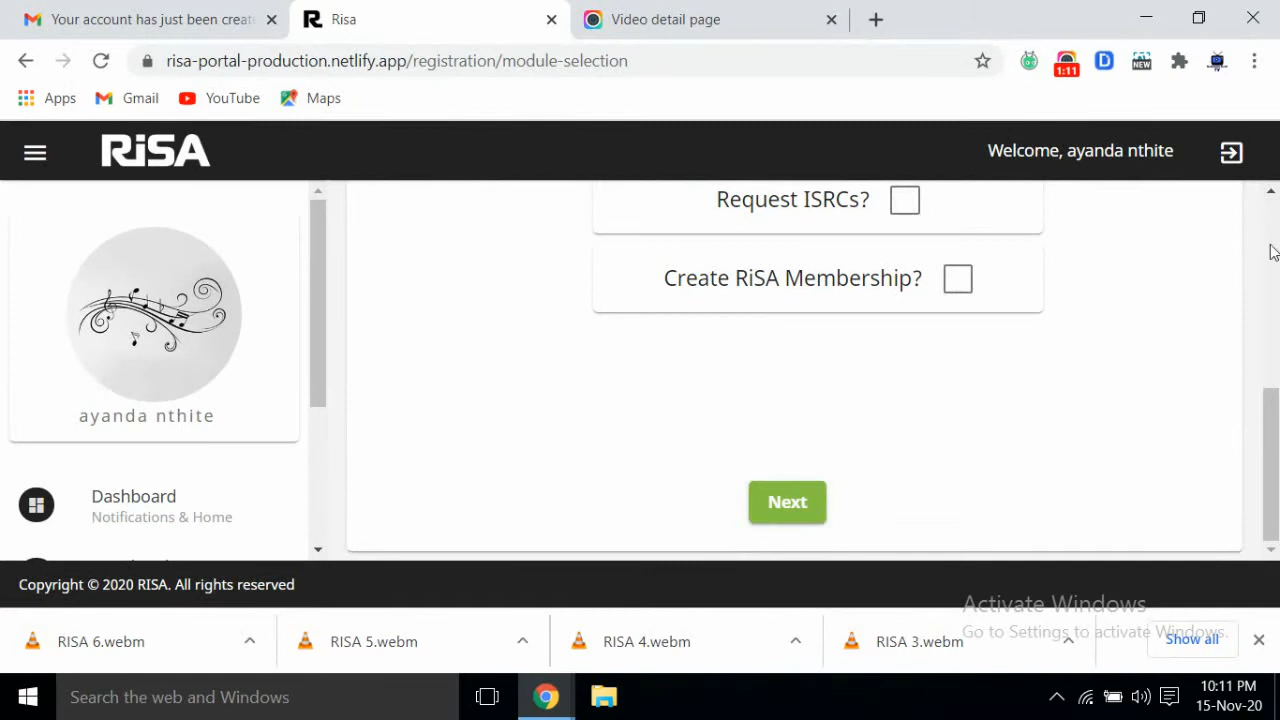 Your account has just been creat
Risa
Video detail page
risa-portal-production.netlify.app/registration/module-selection
1:11
D
NEW
Apps
Gmail
YouTube
Maps
RiSA
Welcome, ayanda nthite
Request ISRCs?
Create RiSA Membership?
ayanda nthite
Dashboard
Notifications & Home
Next
Copyright © 2020 RISA. All rights reserved
Activate Windows
Go to Settings to activate Windows.
RISA 6.webm
RISA 5.webm
RISA 4.webm
RISA 3.webm
Show all
Search the web and Windows
10:11 PM
15-Nov-20